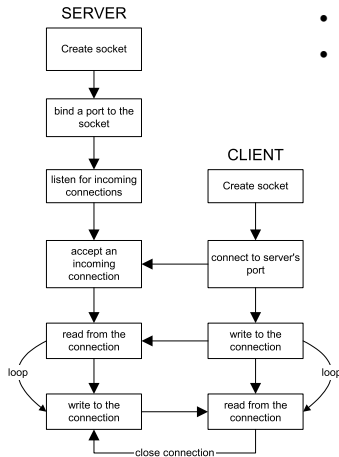 SERVER
Create socket
bind a port to the
socket
listen for incoming
connections
CLIENT
Create socket
accept an
incoming
connection
connect to server's
port
read from the
connection
write to the
connection
loop
loop
write to the
connection
read from the
connection
close connection